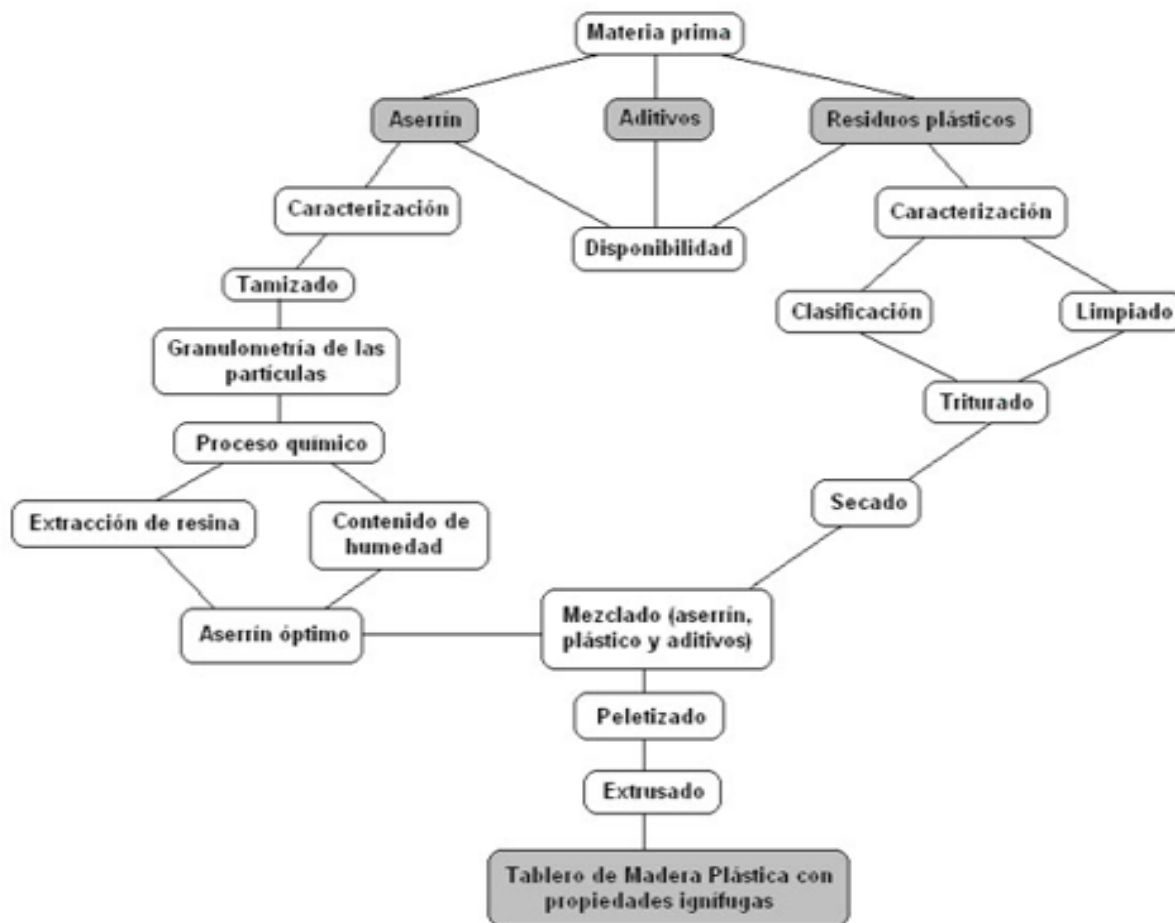 Materia prima
Aserrín
Aditivos
Residuos plásticos
Caracterización
Caracterización
Disponibilidad
Tamizado
Clasificación
Limpiado
Granulometría de las
partículas
Triturado
Proceso químico
Secado
Extracción de resina
Contenido de
humedad
Aserrín óptimo
Mezclado (aserrín,
plástico y aditivos)
Peletizado
Extrusado
Tablero de Madera Plástica con
propiedades ignífugas